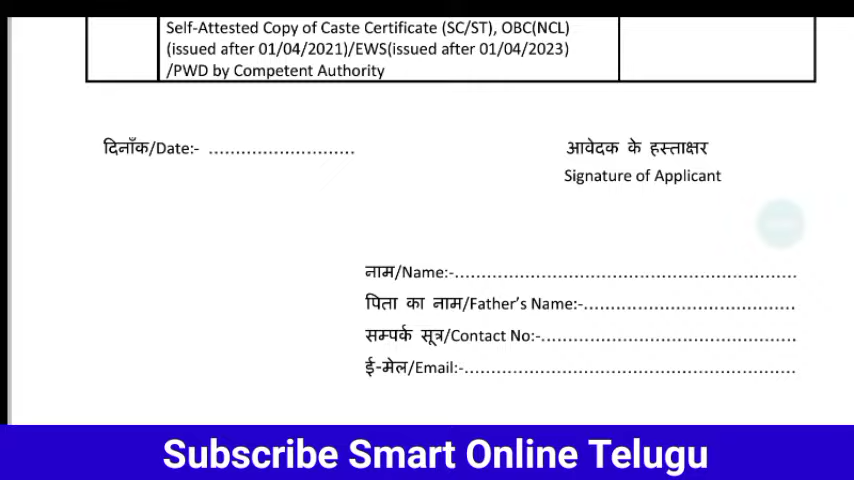 Self-Attested Copy of Caste Certificate (SC/ST), OBC(NCL)
(issued after 01/04/2021)/EWS(issued after 01/04/2023)
/PWD by Competent Authority
दिनाँक/Date:- ...........................
आवेदक के हस्ताक्षर
Signature of Applicant
नाम/Name:-....................................................
पिता का नाम/Father’s Name:-................................
सम्पर्क सूत्र/Contact No:-.......................................
ई-मेल/Email:-...................................................
Subscribe Smart Online Telugu